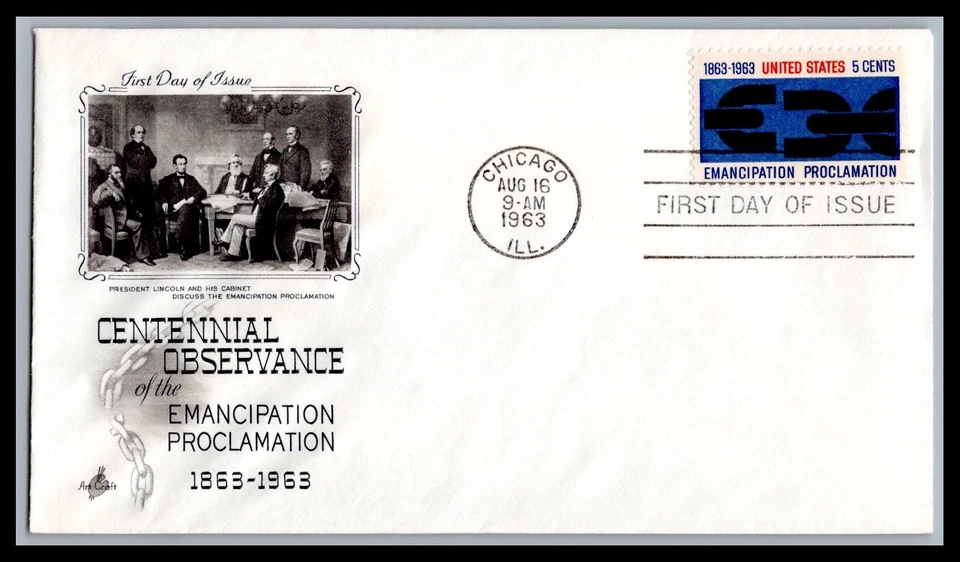 First Day of Issue
PRESIDENT LINCOLN AND HIS CABINET
DISCUSS THE EMANCIPATION PROCLAMATION
CENTENNIAL
OBSERVANCE
of the
EMANCIPATION
PROCLAMATION
1863-1963
Art Craft
CHICAGO
AUG 16
9-AM
1963
ILL.
1863-1963 UNITED STATES 5 CENTS
EMANCIPATION PROCLAMATION
FIRST DAY OF ISSUE